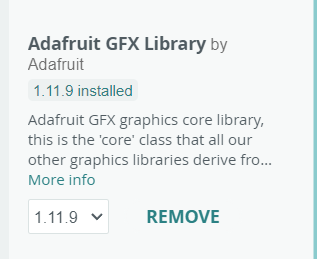 Adafruit GFX Library by
Adafruit
1.11.9 installed
Adafruit GFX graphics core library,
this is the 'core' class that all our
other graphics libraries derive fro...
More info
1.11.9
REMOVE